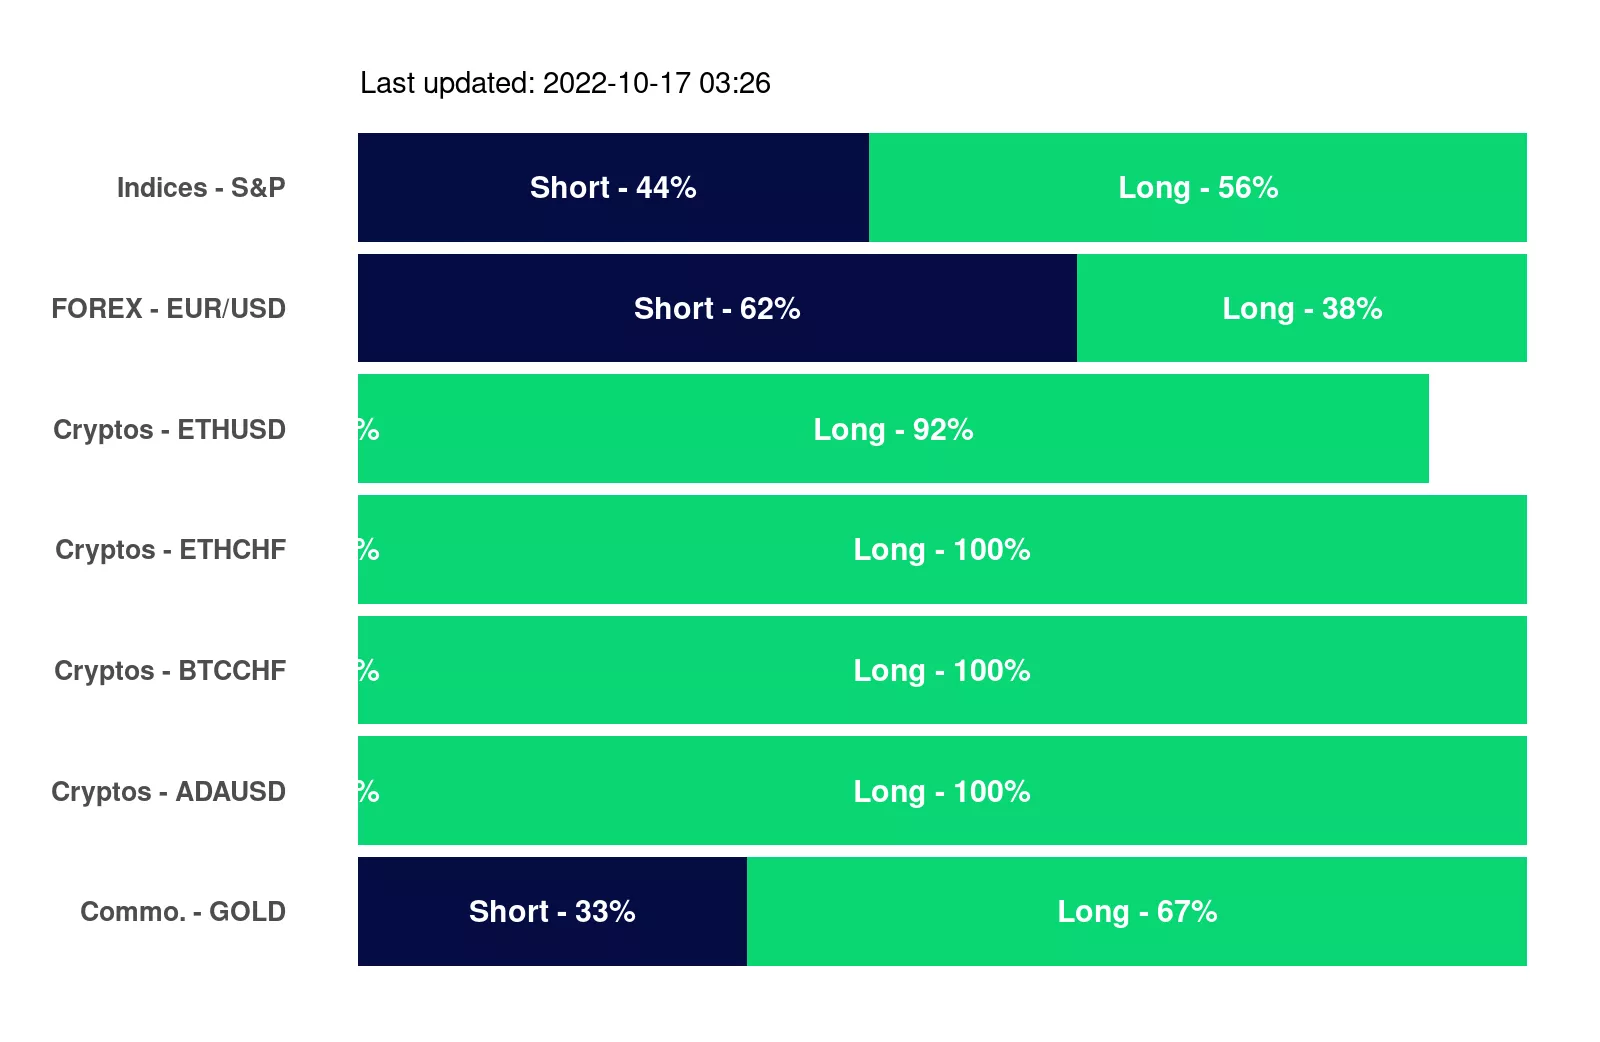 Last updated: 2022-10-17 03:26
Indices - S&P Short - 44% Long - 56%
FOREX - EUR/USD Short - 62% Long - 38%
Cryptos - ETHUSD % Long - 92%
Cryptos - ETHCHF % Long - 100%
Cryptos - BTCCHF % Long - 100%
Cryptos - ADAUSD % Long - 100%
Commo. - GOLD Short - 33% Long - 67%